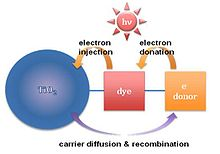 hν
electron
injection
electron
donation
TiO₂
dye
e
donor
carrier diffusion & recombination